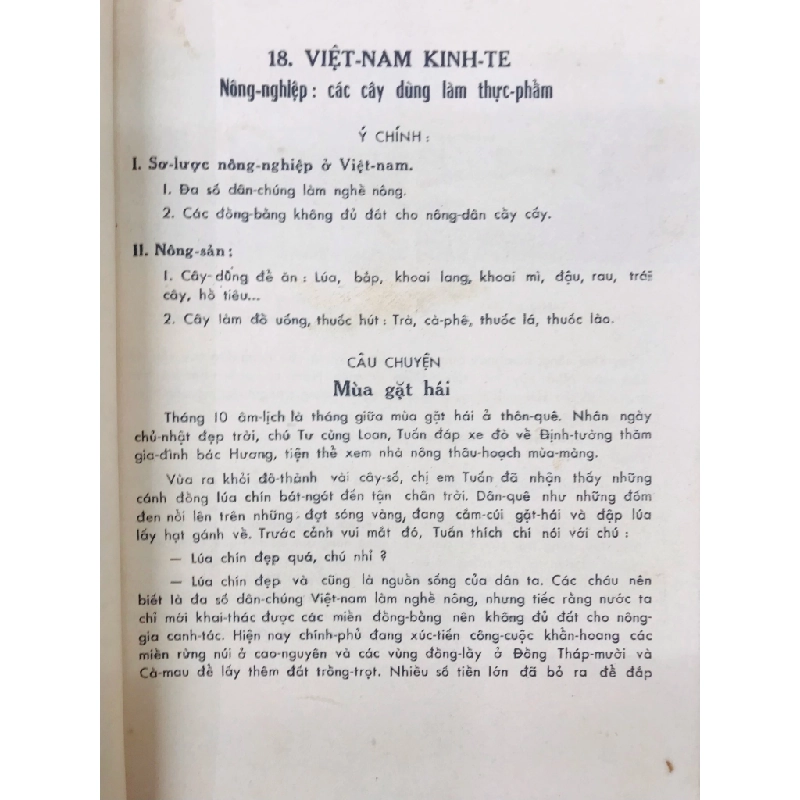 18. VIỆT-NAM KINH-TE
Nông-nghiệp : các cây dùng làm thực-phẩm
Ý CHÍNH :
I. Sơ-lược nông-nghiệp ở Việt-nam.
1. Đa số dân-chúng làm nghề nông.
2. Các đồng-bằng không đủ đất cho nông-dân cầy cấy.
II. Nông-sản :
1. Cây-dùng để ăn : Lúa, bắp, khoai lang, khoai mì, đậu, rau, trái
cây, hồ tiêu...
2. Cây làm đồ uống, thuốc hút : Trà, cà-phê, thuốc lá, thuốc lào.
CÂU CHUYỆN
Mùa gặt hái
Tháng 10 âm-lịch là tháng giữa mùa gặt hái ả thôn-quê. Nhân ngày
chủ-nhật đẹp trời, chú Tư cùng Loan, Tuấn đáp xe đò về Định-tường thăm
gia-đình bác Hương, tiện thể xem nhà nông thâu-hoạch mùa-màng.
Vừa ra khỏi đô-thành vài cây-số, chị em Tuấn đã nhận thấy những
cánh đồng lúa chín bát-ngát đến tận chân trời. Dân-quê như những đốm
đen nổi lên trên những đợt sóng vàng, đang cắm-cúi gặt-hái và đập lúa
lấy hạt gánh về. Trước cảnh vui mắt đó, Tuấn thích chí nói với chú :
— Lúa chín đẹp quá, chú nhỉ ?
— Lúa chín đẹp và cũng là nguồn sống của dân ta. Các cháu nên
biết là đa số dân-chúng Việt-nam làm nghề nông, nhưng tiếc rằng nước ta
chỉ mới khai-thác được các miền đồng-bằng nên không đủ đất cho nông-
gia canh-tác. Hiện nay chính-phủ đang xúc-tiến công-cuộc khẩn-hoang các
miền rừng núi ở cao-nguyên và các vùng đồng-lầy ở Đồng Tháp-mười và
Cà-mau để lấy thêm đất trồng-trọt. Nhiều số tiền lớn đã bỏ ra để đắp